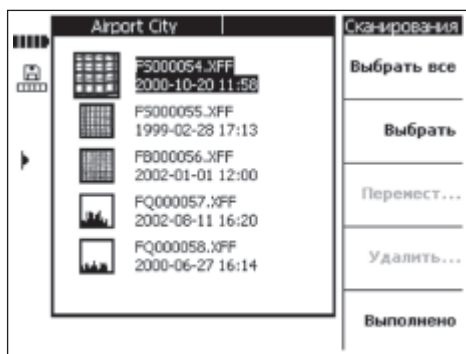 Airport City
Сканирования
FS000054.XFF
2000-10-20 11:58
FS000055.XFF
1999-02-28 17:13
FB000056.XFF
2002-01-01 12:00
FQ000057.XFF
2002-08-11 16:20
FQ000058.XFF
2000-06-27 16:14
Выбрать все
Выбрать
Перемест...
Удалить...
Выполнено